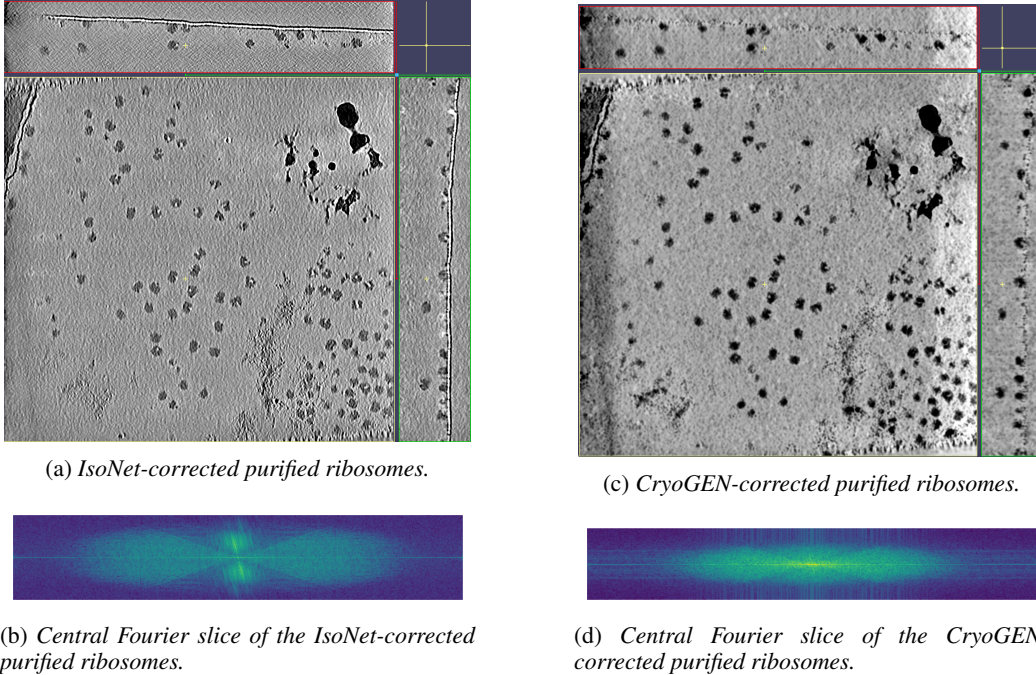 (a) IsoNet-corrected purified ribosomes.
(b) Central Fourier slice of the IsoNet-corrected
purified ribosomes.
(c) CryoGEN-corrected purified ribosomes.
(d) Central Fourier slice of the CryoGEN
corrected purified ribosomes.